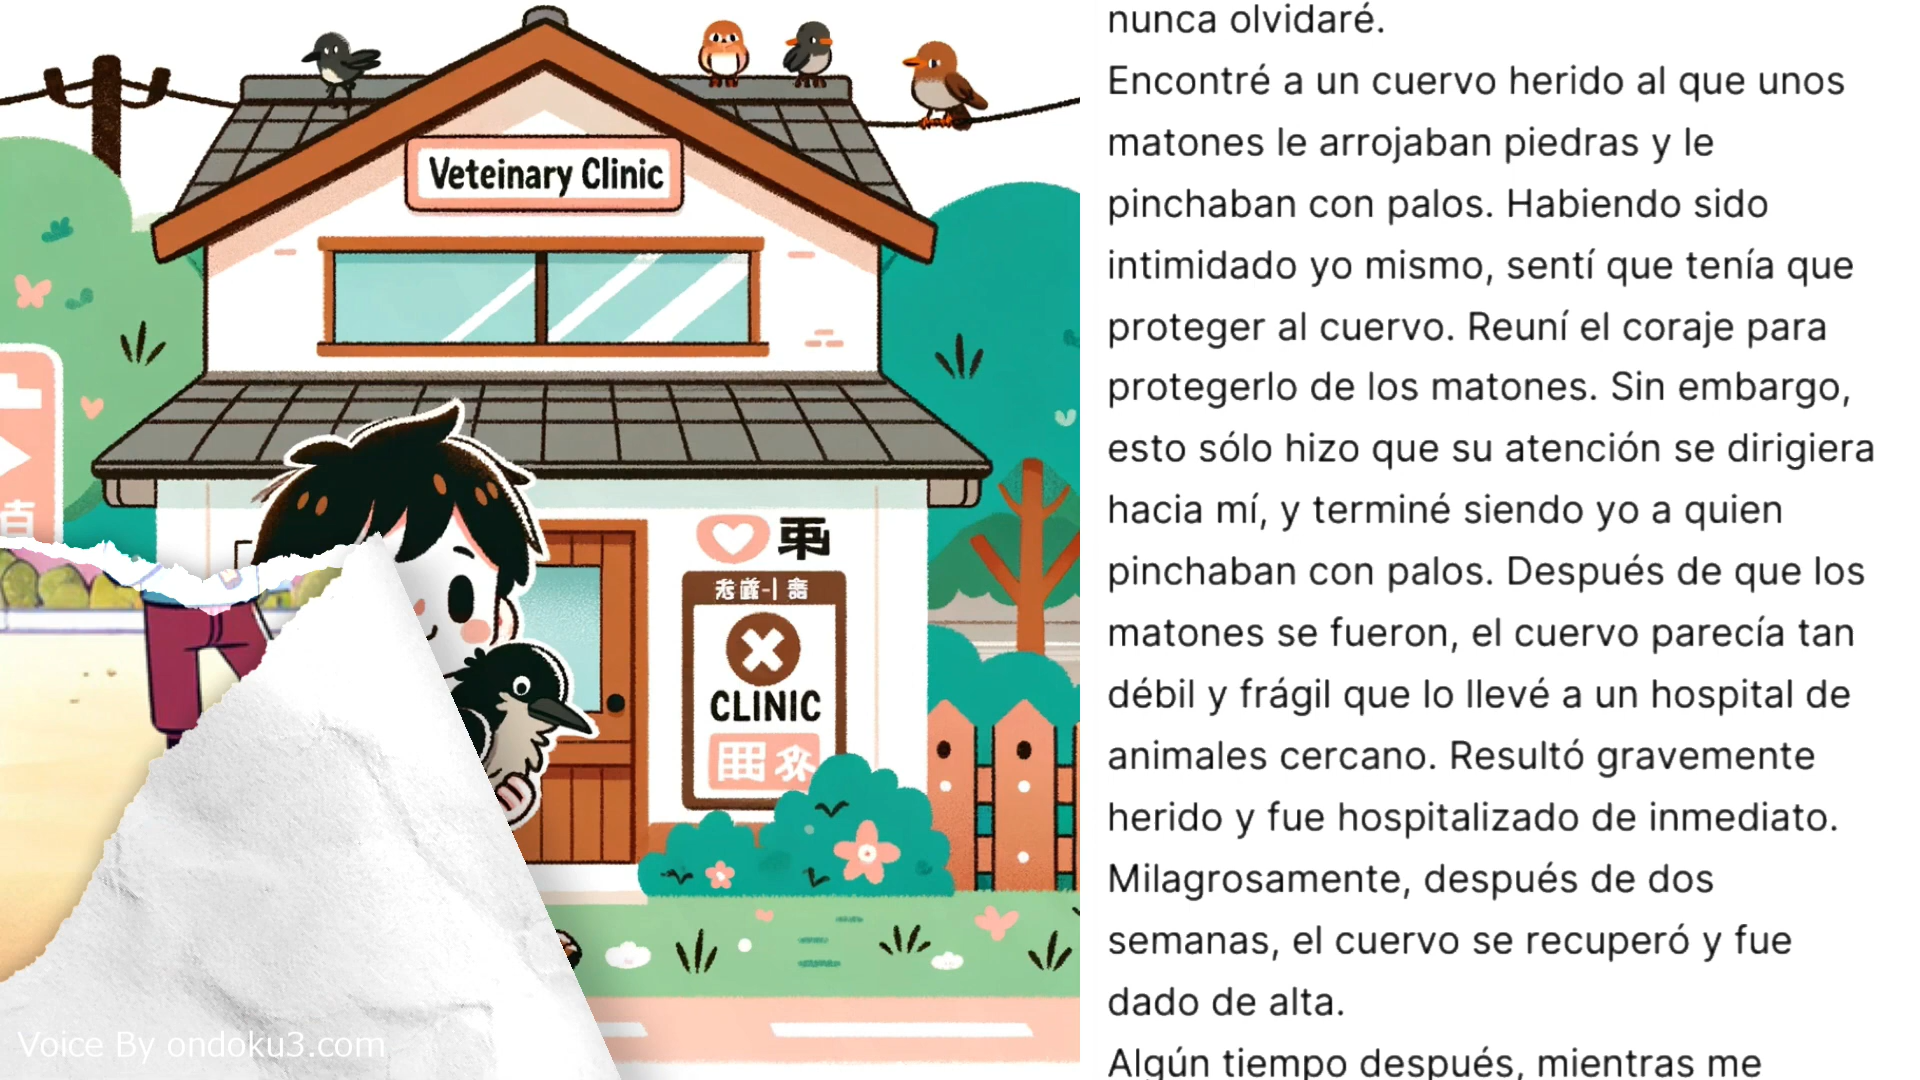 Veteinary Clinic
CLINIC
Voice By ondoku3.com
nunca olvidaré.
Encontré a un cuervo herido al que unos
matones le arrojaban piedras y le
pinchaban con palos. Habiendo sido
intimidado yo mismo, sentí que tenía que
proteger al cuervo. Reuní el coraje para
protegerlo de los matones. Sin embargo,
esto sólo hizo que su atención se dirigiera
hacia mí, y terminé siendo yo a quien
pinchaban con palos. Después de que los
matones se fueron, el cuervo parecía tan
débil y frágil que lo llevé a un hospital de
animales cercano. Resultó gravemente
herido y fue hospitalizado de inmediato.
Milagrosamente, después de dos
semanas, el cuervo se recuperó y fue
dado de alta.
Algún tiempo después, mientras me